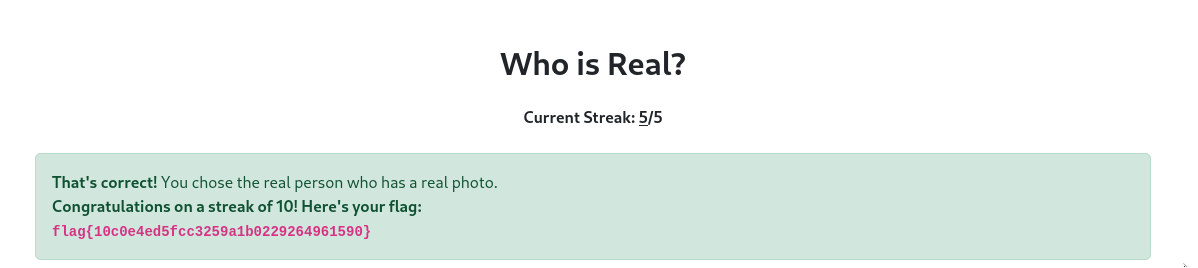 Who is Real?
Current Streak: 5/5
That's correct! You chose the real person who has a real photo.
Congratulations on a streak of 10! Here's your flag:
flag{10c0e4ed5fcc3259a1b0229264961590}